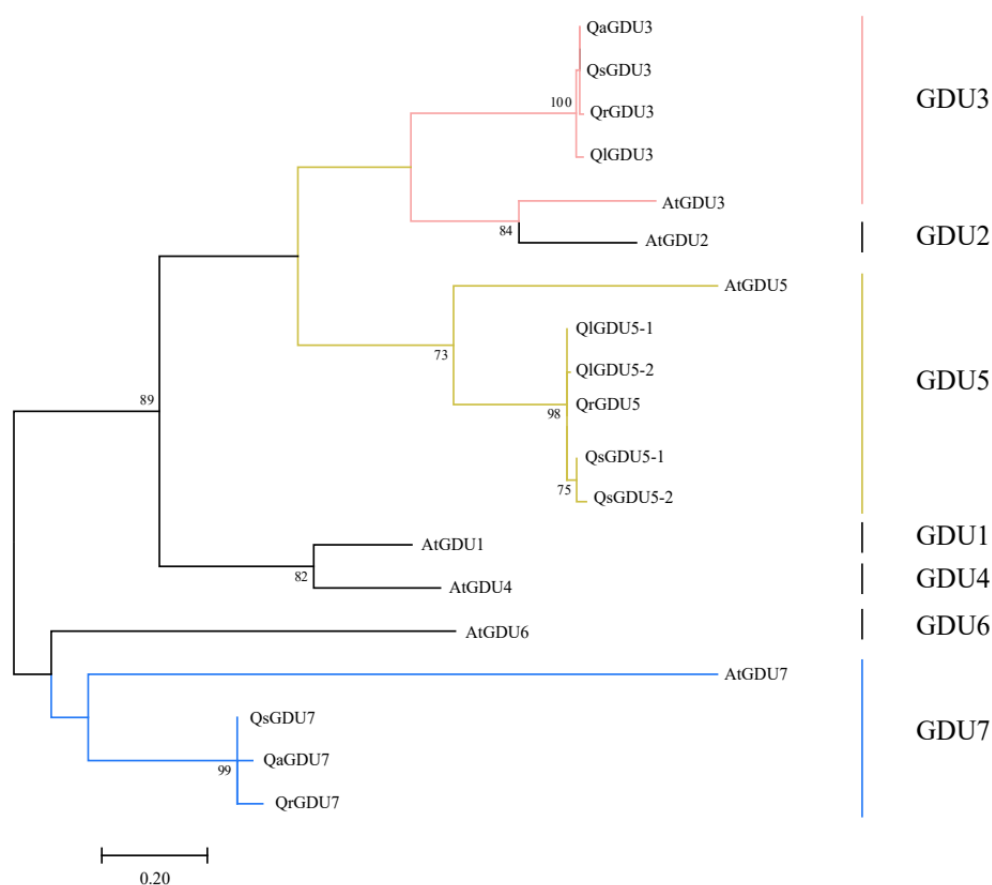 QaGDU3
QsGDU3
GDU3
100
QrGDU3
QlGDU3
AtGDU3
84
GDU2
AtGDU2
AtGDU5
QlGDU5-1
73
QlGDU5-2
GDU5
89
QrGDU5
98
QsGDU5-1
75
QsGDU5-2
GDU1
AtGDU1
82
GDU4
AtGDU4
GDU6
AtGDU6
AtGDU7
QsGDU7
GDU7
QaGDU7
99
QrGDU7
0.20